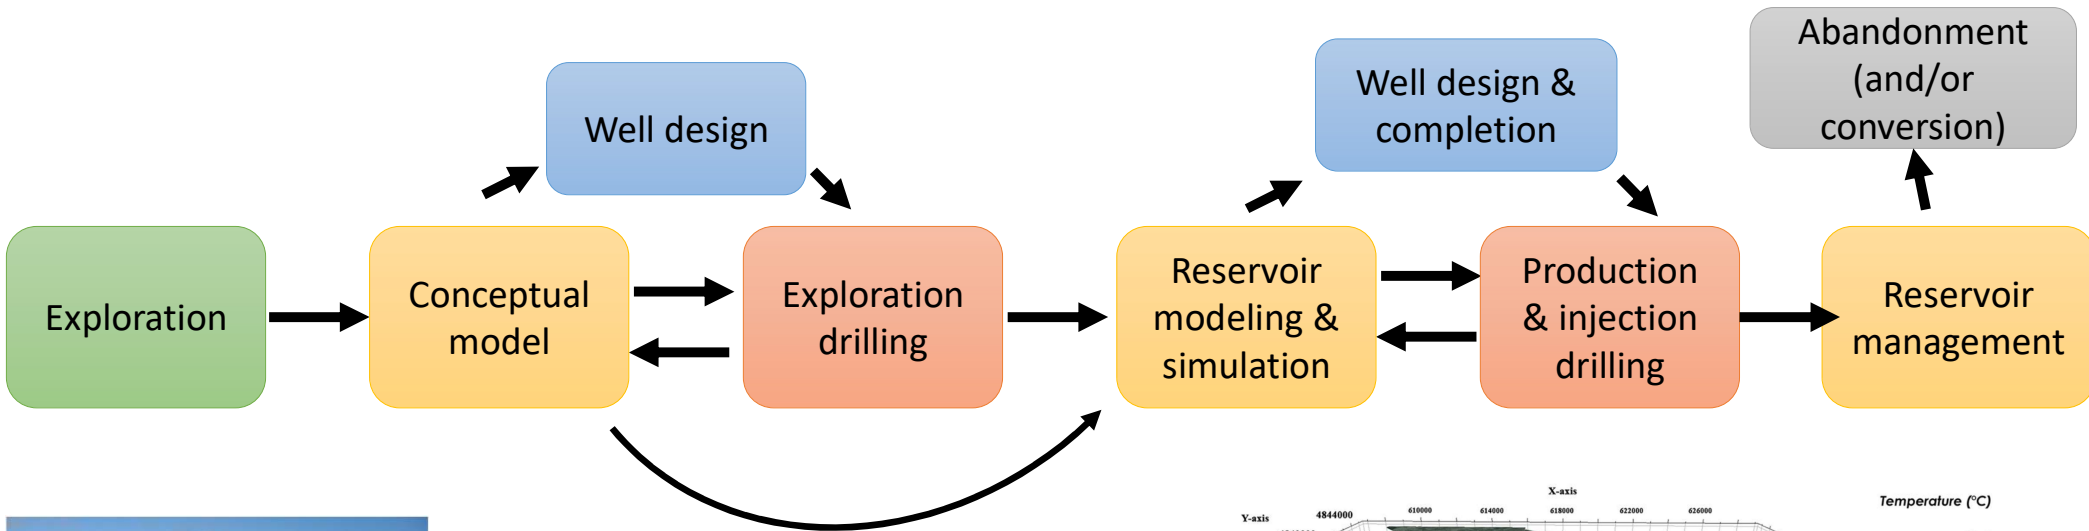 Abandonment
(and/or
conversion)
Well design
Well design &
completion
Exploration
Conceptual
model
Exploration
drilling
Reservoir
modeling &
simulation
Production
& injection
drilling
Reservoir
management
X-axis
Temperature (°C)
Y-axis
4844000
610000
614000
618000
622000
626000